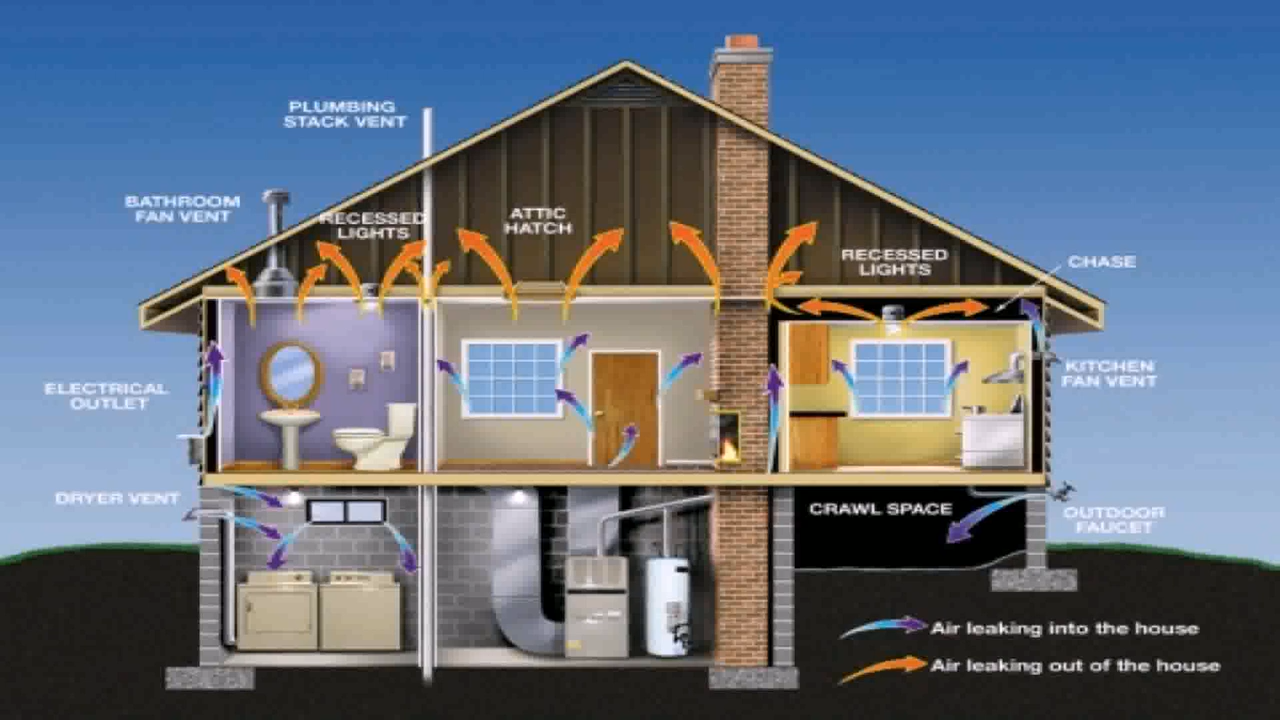 PLUMBING
STACK VENT
BATHROOM
FAN VENT
RECESSED
LIGHTS
ATTIC
HATCH
RECESSED
LIGHTS
CHASE
ELECTRICAL
OUTLET
KITCHEN
FAN VENT
DRYER VENT
CRAWL SPACE
OUTDOOR
FAUCET
Air leaking into the house
Air leaking out of the house